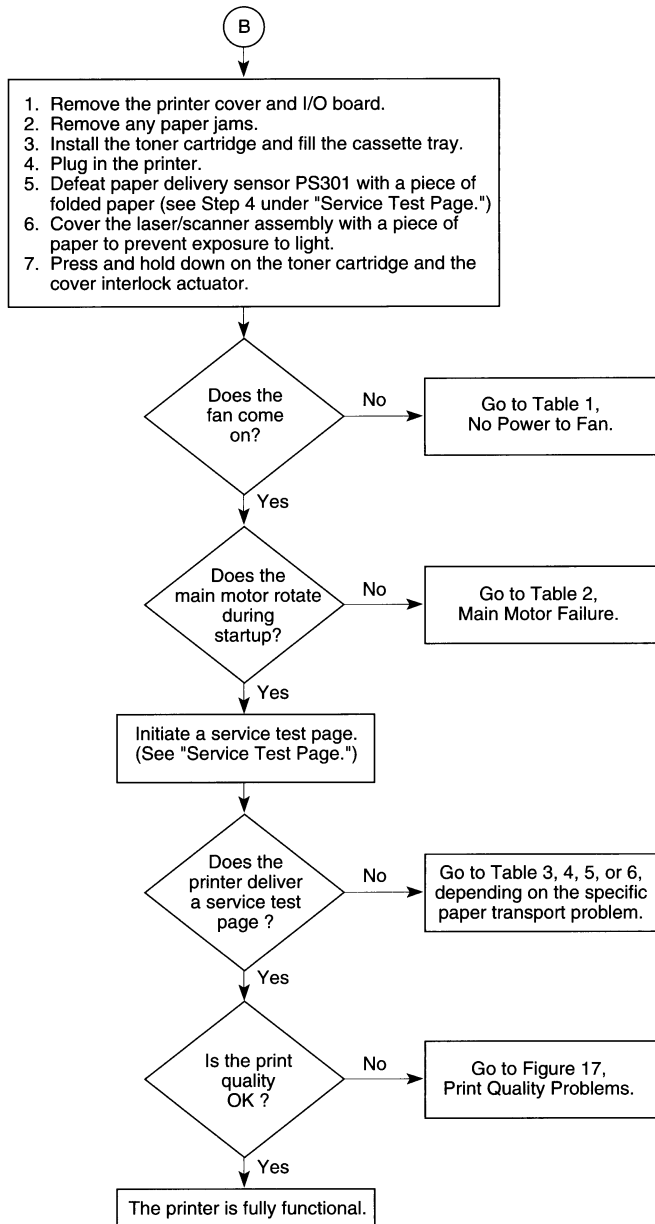 B
1. Remove the printer cover and I/O board.
2. Remove any paper jams.
3. Install the toner cartridge and fill the cassette tray.
4. Plug in the printer.
5. Defeat paper delivery sensor PS301 with a piece of
folded paper (see Step 4 under "Service Test Page.")
6. Cover the laser/scanner assembly with a piece of
paper to prevent exposure to light.
7. Press and hold down on the toner cartridge and the
cover interlock actuator.
Does the
fan come
on?
No
Go to Table 1,
No Power to Fan.
Yes
Does the
main motor rotate
during
startup?
No
Go to Table 2,
Main Motor Failure.
Yes
Initiate a service test page.
(See "Service Test Page.")
Does the
printer deliver
a service test
page ?
No
Go to Table 3, 4, 5, or 6,
depending on the specific
paper transport problem.
Yes
Is the print
quality
OK ?
No
Go to Figure 17,
Print Quality Problems.
Yes
The printer is fully functional.